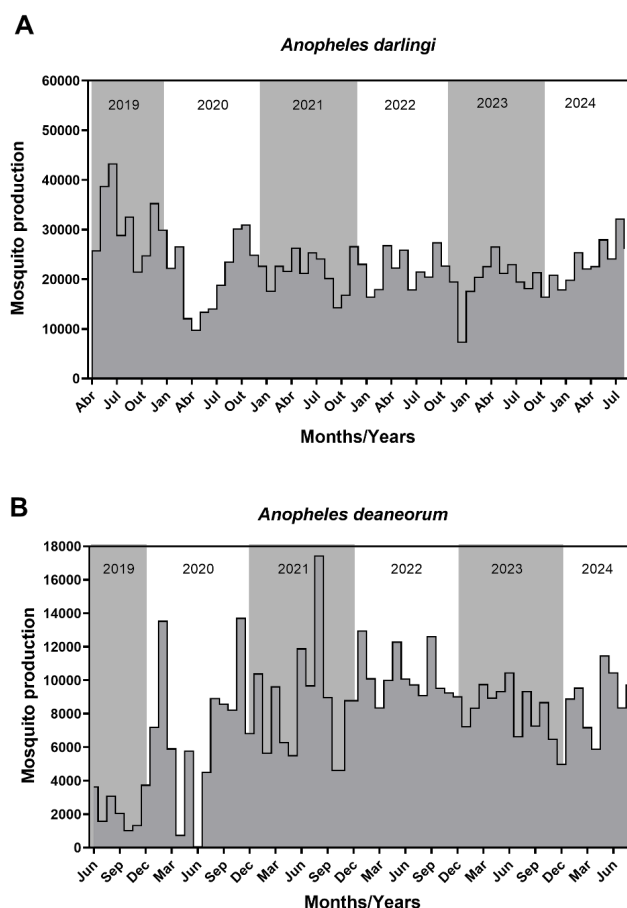 A
Anopheles darlingi
60000
50000
40000
30000
20000
10000
0
Mosquito production
2019 2020 2021 2022 2023 2024
Abr Jul Out Jan Abr Jul Out Jan Abr Jul Out Jan Abr Jul Out Jan Abr Jul Out Jan Abr Jul
Months/Years
B
Anopheles deaneorum
18000
16000
14000
12000
10000
8000
6000
4000
2000
0
Mosquito production
2019 2020 2021 2022 2023 2024
Jun Sep Dec Mar Jun Sep Dec Mar Jun Sep Dec Mar Jun Sep Dec Mar Jun Sep Dec Mar Jun
Months/Years